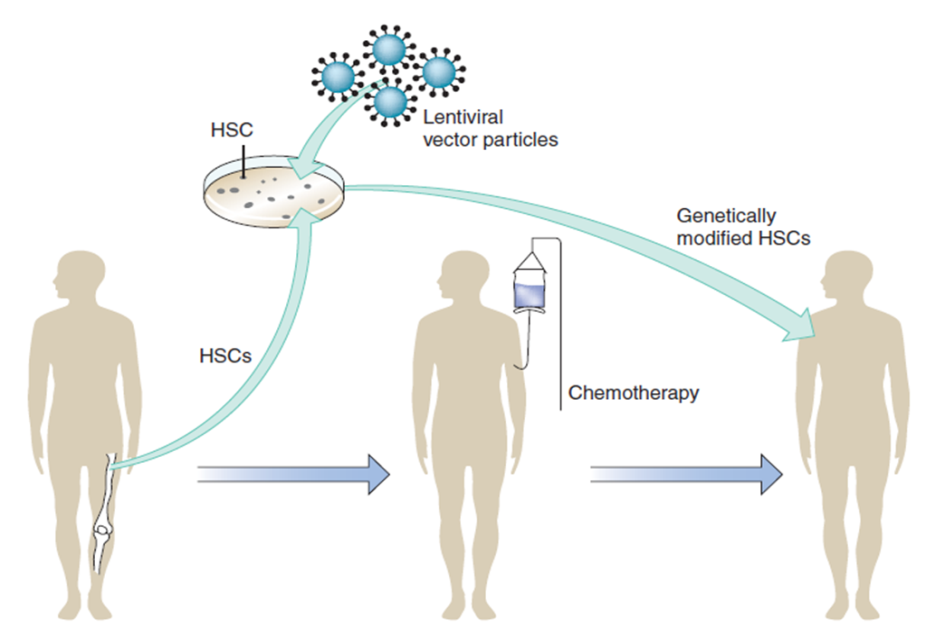 Lentiviral
vector particles
HSC
Genetically
modified HSCs
HSCs
Chemotherapy